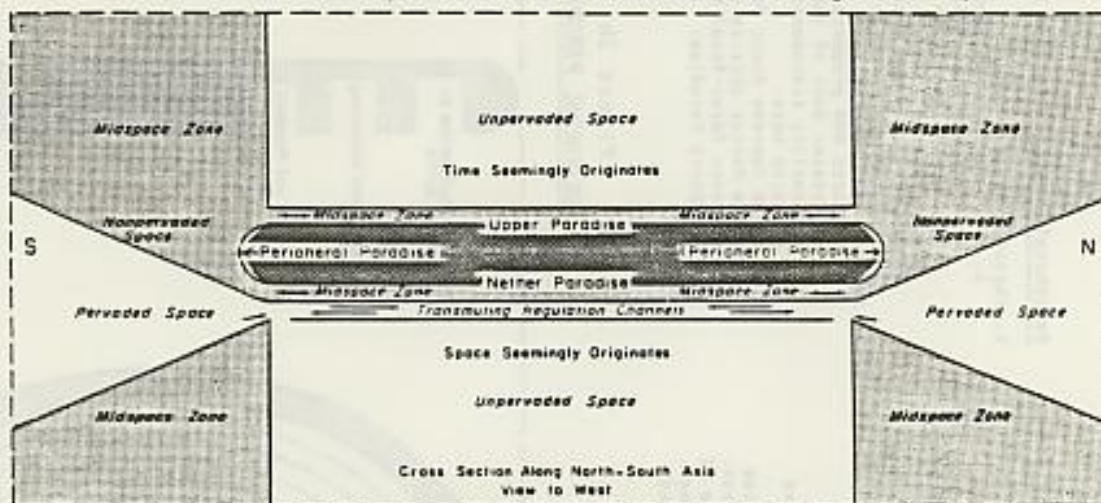 Unpervaded Space
Midspace Zone
Midspace Zone
Time Seemingly Originates
Midspace Zone
Midspace Zone
Nonpervaded
Space
Nonpervaded
Space
Upper Paradise
S
Peripheral Paradise
Peripheral Paradise
N
Nether Paradise
Midspace Zone
Midspace Zone
Pervaded Space
Transmuting Regulation Channels
Pervaded Space
Space Seemingly Originates
Unpervaded Space
Midspace Zone
Midspace Zone
Cross Section Along North-South Axis
View to West